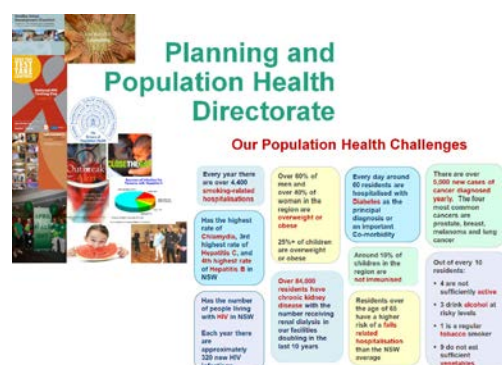 Planning and
Population Health
Directorate
Our Population Health Challenges
Every year there
are over 4,400
smoking-related
hospitalisations
Has the highest
rate of
Chlamydia, 3rd
highest rate of
Hepatitis C, and
4th highest rate
of Hepatitis B in
NSW
Has the number
of people living
with HIV in NSW
Each year there
are
approximately
320 new HIV
infections
Over 60% of
men and
over 40% of
women in the
region are
overweight or
obese
25%+ of children
are overweight
or obese
Over 84,000
residents have
chronic kidney
disease with the
number receiving
renal dialysis in
our facilities
doubling in the
last 10 years
Every day around
60 residents are
hospitalised with
Diabetes as the
principal
diagnosis or
as important
Co-morbidity
Around 10% of
children in the
region are
not immunised
Residents over
the age of 65
have a higher
risk of a falls
related
hospitalisation
than the NSW
average
There are over
5,000 new cases of
cancer diagnosed
yearly. The four
most common
cancers are
prostate, breast,
melanoma and lung
cancer
Out of every 10
residents:
• 4 are not
sufficiently active
• 3 drink alcohol at
risky levels
• 1 is a regular
tobacco smoker
• 9 do not eat
sufficient
vegetables
TEST
Outbreak
Alert
CLOSE THE GAP
APRIL